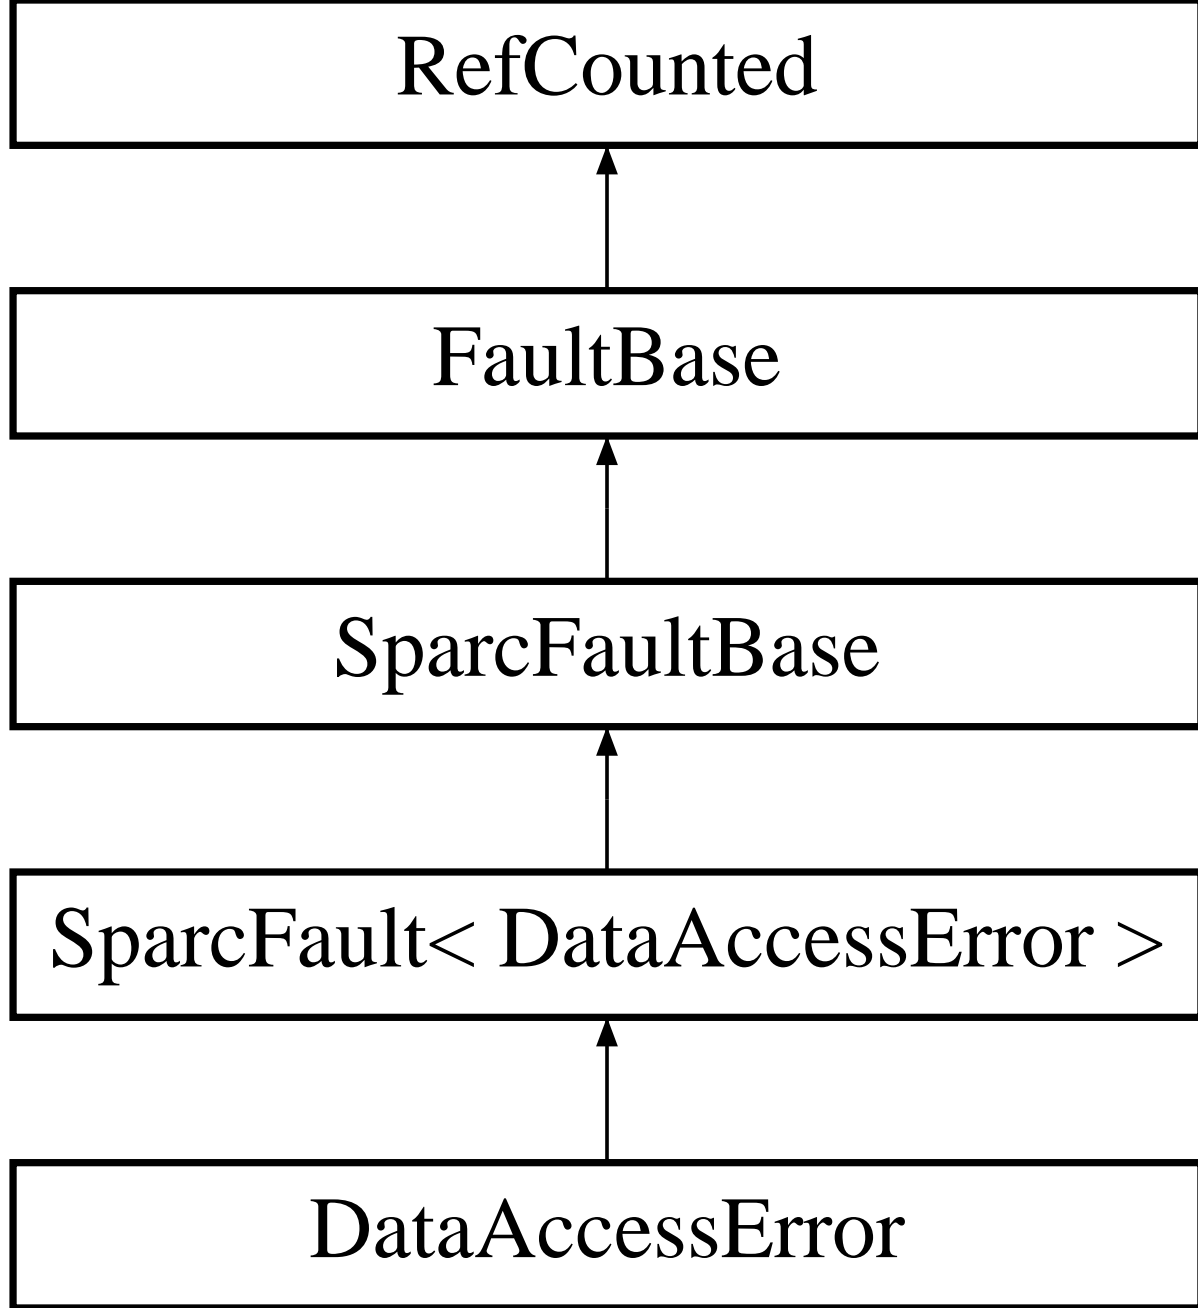 RefCounted
FaultBase
SparcFaultBase
SparcFault< DataAccessError >
DataAccessError